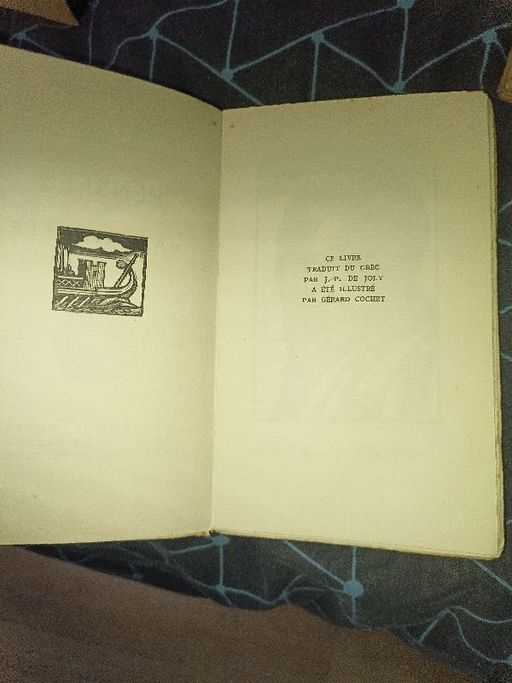 CE LIVRE
TRADUIT DU GREC
PAR J.-P. DE JOLY
A ÉTÉ ILLUSTRÉ
PAR GÉRARD COCHET